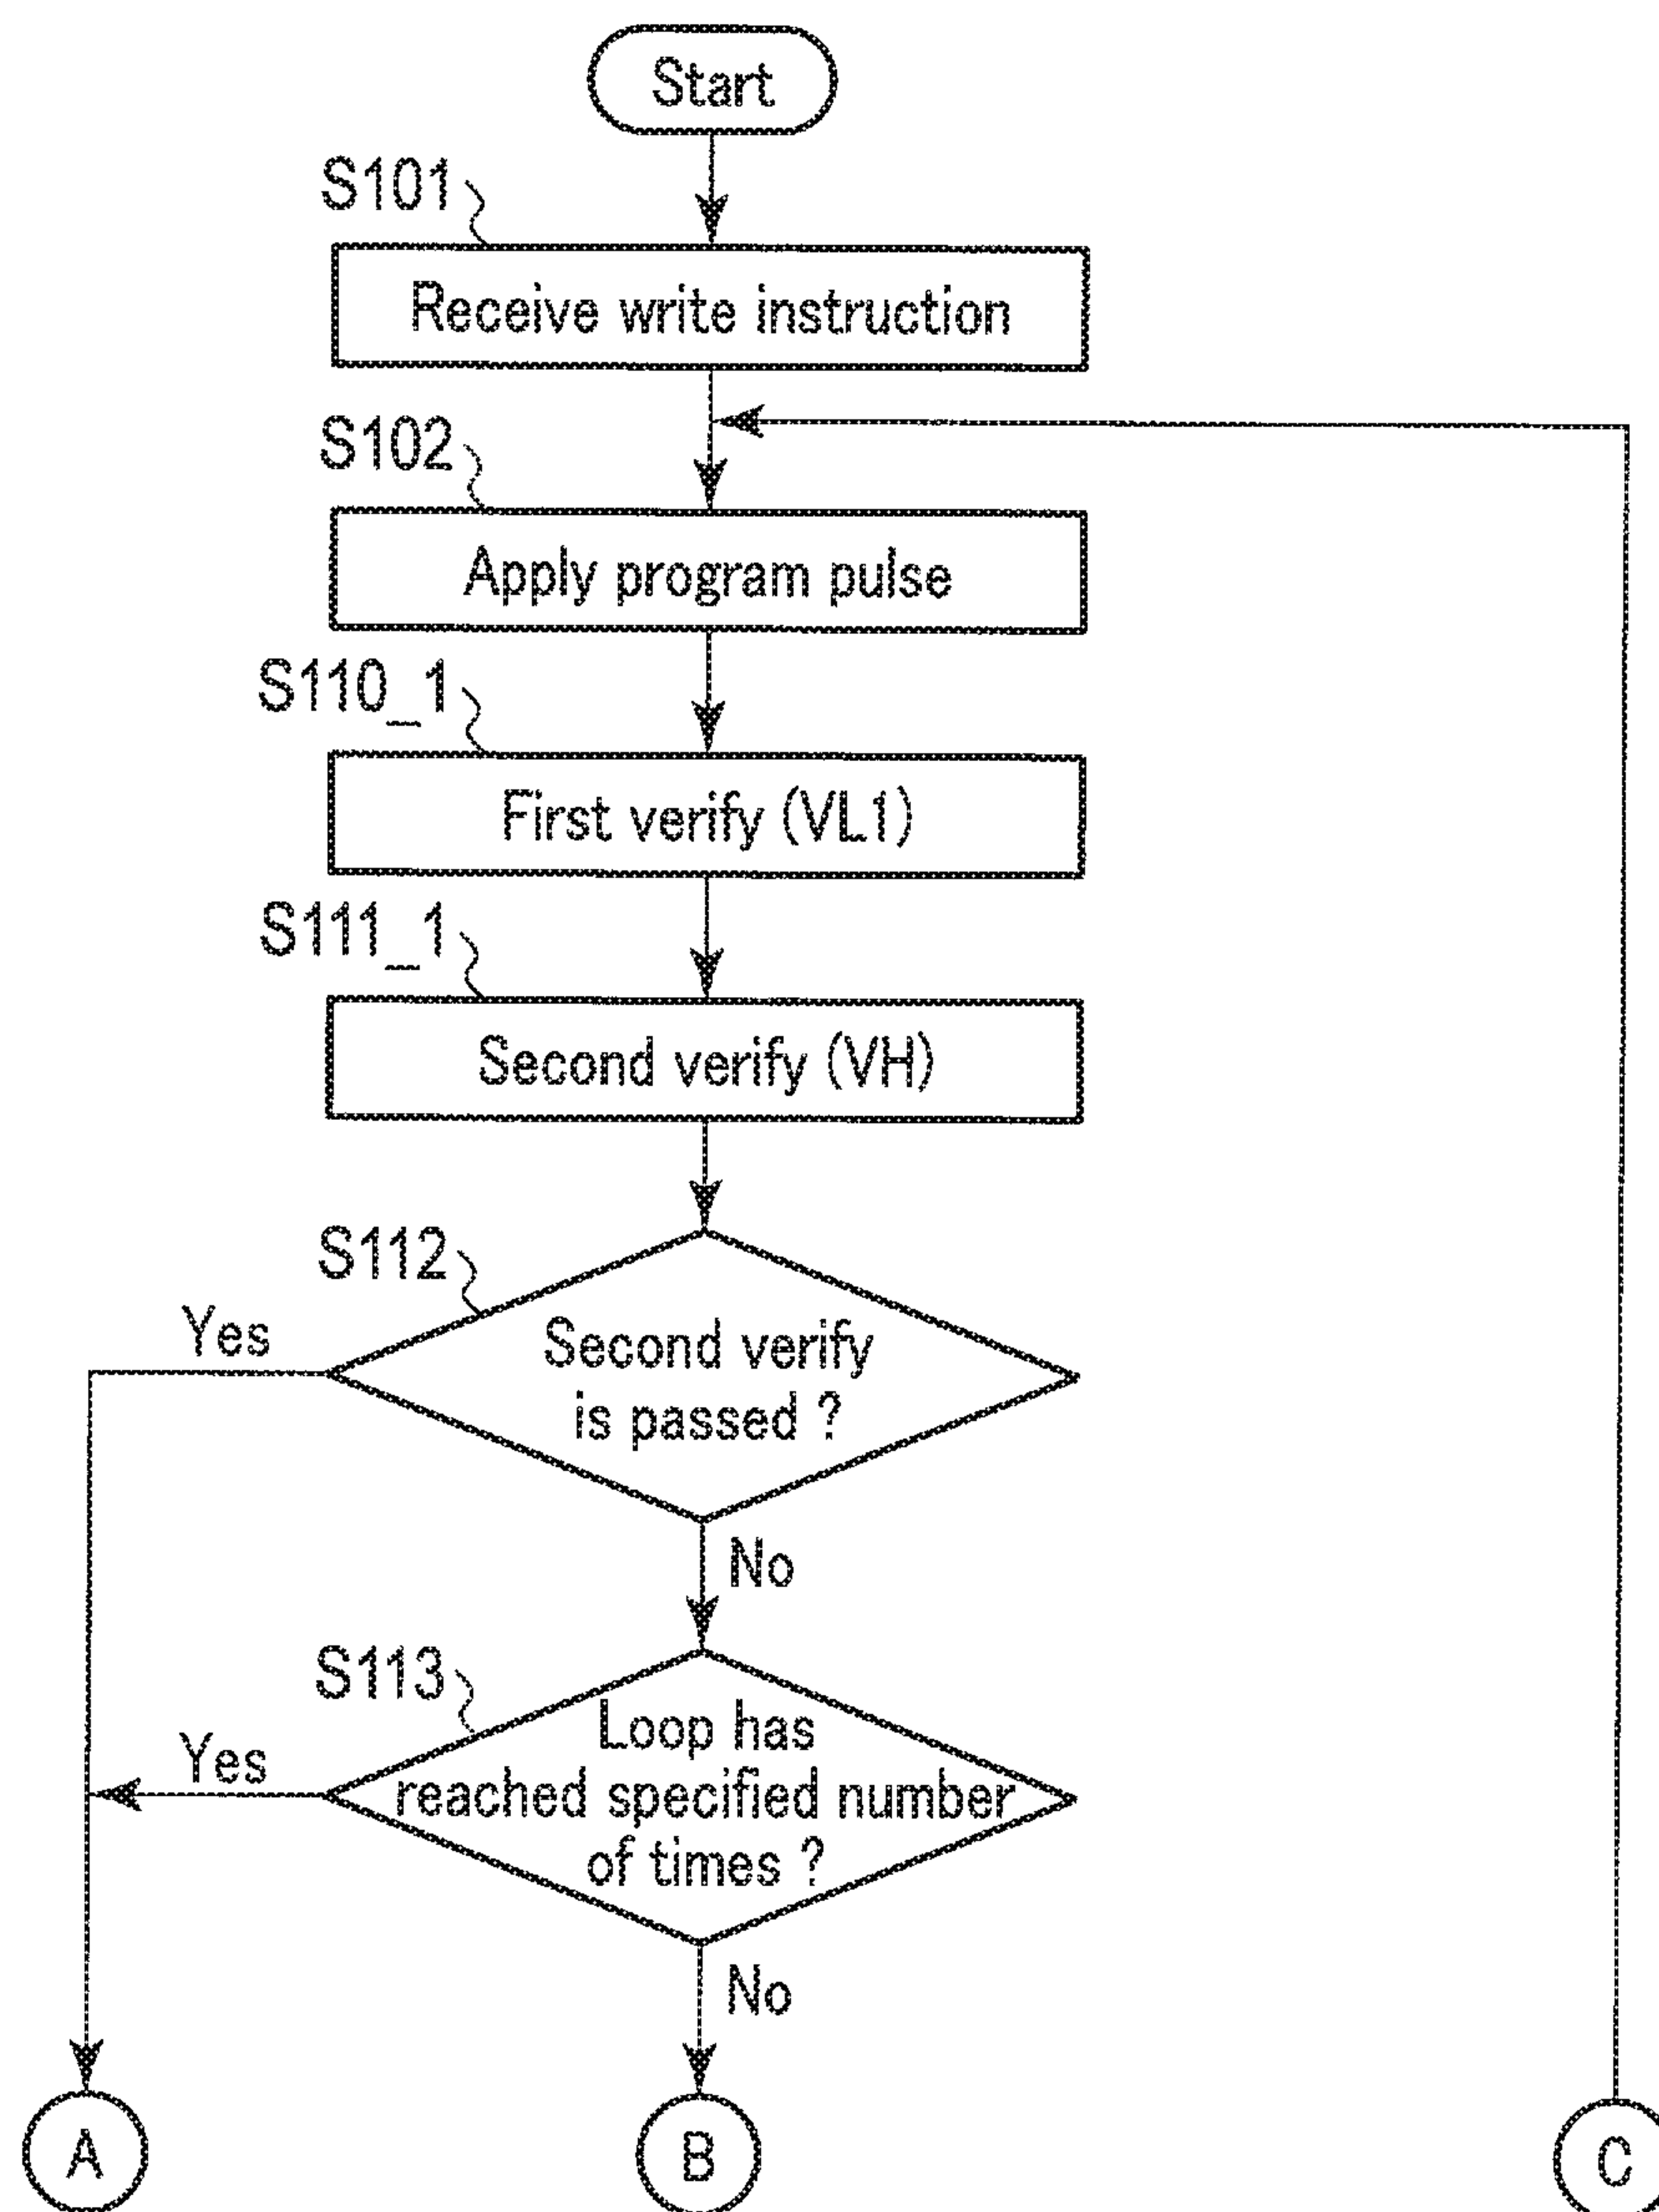 Start
S101
Receive write instruction
S102
Apply program pulse
S110_1
First verify (VL1)
S111_1
Second verify (VH)
S112
Yes
Second verify
is passed ?
No
S113
Yes
Loop has
reached specified number
of times ?
No
A
B
C